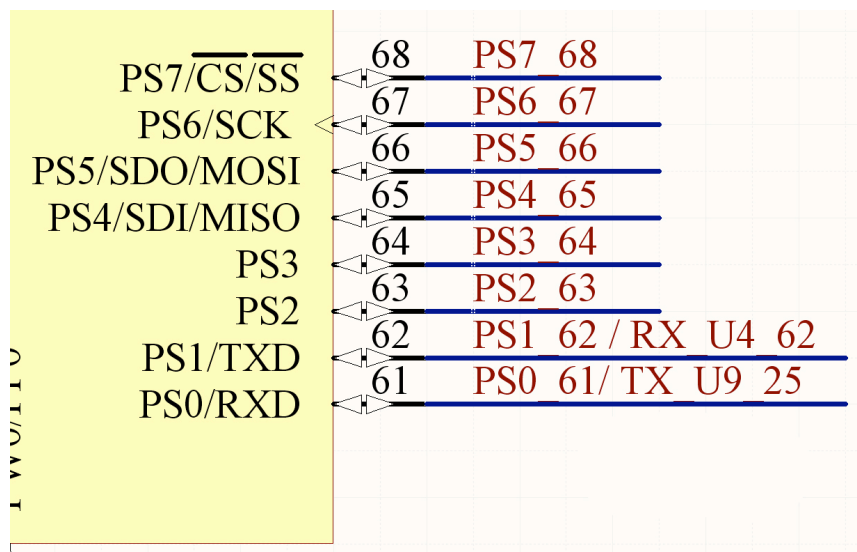 PS7/CS/SS 68 PS7_68
PS6/SCK 67 PS6_67
PS5/SDO/MOSI 66 PS5_66
PS4/SDI/MISO 65 PS4_65
PS3 64 PS3_64
PS2 63 PS2_63
PS1/TXD 62 PS1_62 / RX_U4_62
PS0/RXD 61 PS0_61/ TX_U9_25